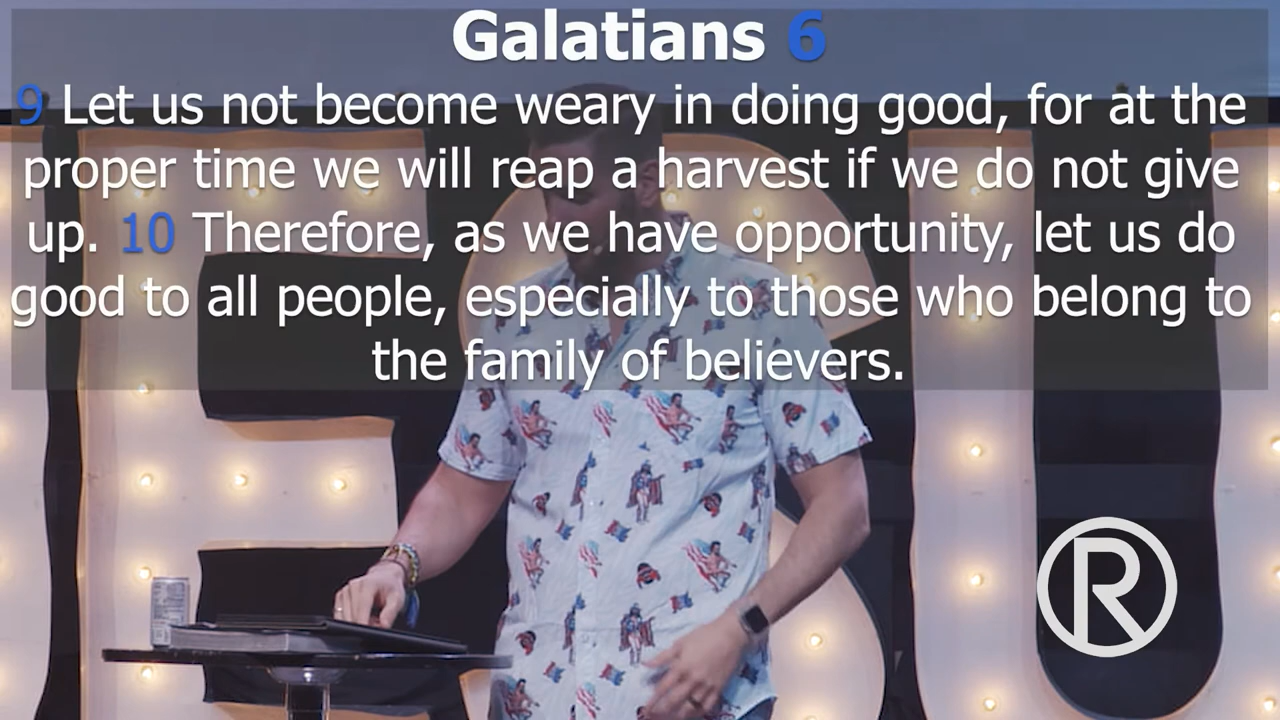 Galatians 6
9 Let us not become weary in doing good, for at the
proper time we will reap a harvest if we do not give
up. 10 Therefore, as we have opportunity, let us do
good to all people, especially to those who belong to
the family of believers.
ESU
R